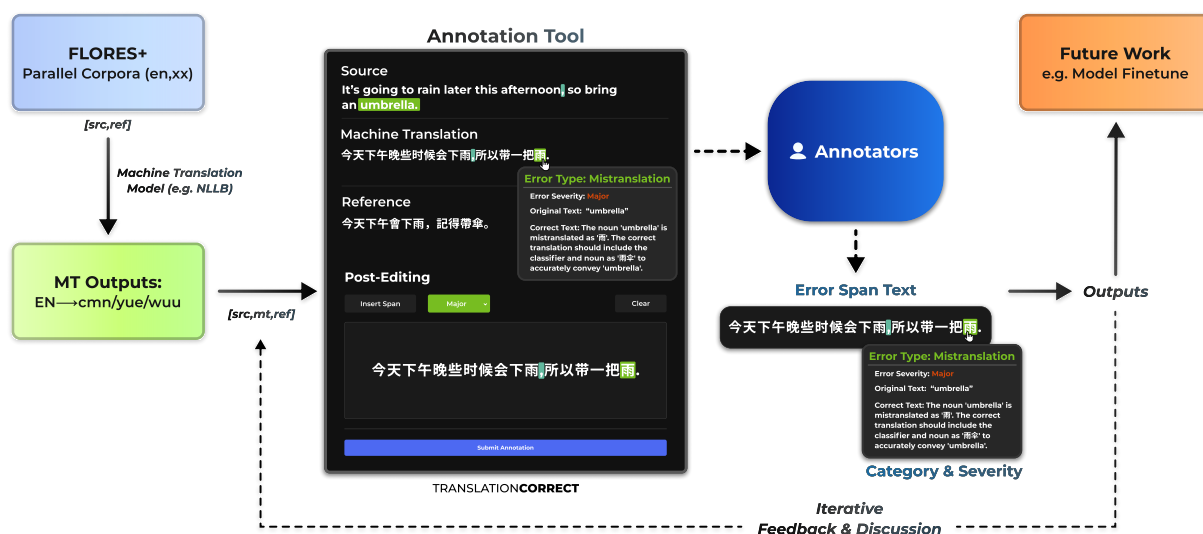 FLORES+
Parallel Corpora (en,xx)
[src,ref]
Machine Translation
Model (e.g. NLLB)
MT Outputs:
EN⟶cmn/yue/wuu
[src,mt,ref]
Annotation Tool
Source
It's going to rain later this afternoon, so bring
an umbrella.
Machine Translation
今天下午晚些时候会下雨,所以带一把雨.
Error Type: Mistranslation
Error Severity: Major
Original Text: "umbrella"
Correct Text: The noun 'umbrella' is
mistranslated as '雨'. The correct
translation should include the
classifier and noun as '雨伞' to
accurately convey 'umbrella'.
Reference
今天下午會下雨，記得帶傘。
Post-Editing
Insert Span
Major
Clear
今天下午晚些时候会下雨,所以带一把雨.
Submit Annotation
TRANSLATIONCORRECT
Annotators
Error Span Text
今天下午晚些时候会下雨,所以带一把雨.
Error Type: Mistranslation
Error Severity: Major
Original Text: "umbrella"
Correct Text: The noun 'umbrella' is
mistranslated as '雨'. The correct
translation should include the
classifier and noun as '雨伞' to
accurately convey 'umbrella'.
Category & Severity
Future Work
e.g. Model Finetune
Outputs
Iterative
Feedback & Discussion